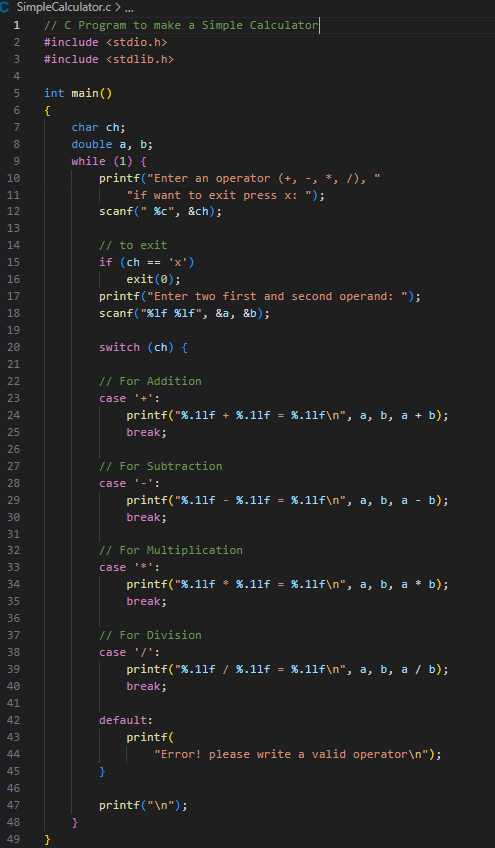 SimpleCalculator.c > ...
1 // C Program to make a Simple Calculator
2 #include <stdio.h>
3 #include <stdlib.h>
4
5 int main()
6 {
7     char ch;
8     double a, b;
9     while (1) {
10         printf("Enter an operator (+, -, *, /), "
11             "if want to exit press x: ");
12         scanf(" %c", &ch);
13
14         // to exit
15         if (ch == 'x')
16             exit(0);
17         printf("Enter two first and second operand: ");
18         scanf("%lf %lf", &a, &b);
19
20         switch (ch) {
21
22         // For Addition
23         case '+':
24             printf("%.1lf + %.1lf = %.1lf\n", a, b, a + b);
25             break;
26
27         // For Subtraction
28         case '-':
29             printf("%.1lf - %.1lf = %.1lf\n", a, b, a - b);
30             break;
31
32         // For Multiplication
33         case '*':
34             printf("%.1lf * %.1lf = %.1lf\n", a, b, a * b);
35             break;
36
37         // For Division
38         case '/':
39             printf("%.1lf / %.1lf = %.1lf\n", a, b, a / b);
40             break;
41
42         default:
43             printf(
44                 "Error! please write a valid operator\n");
45         }
46
47         printf("\n");
48     }
49 }